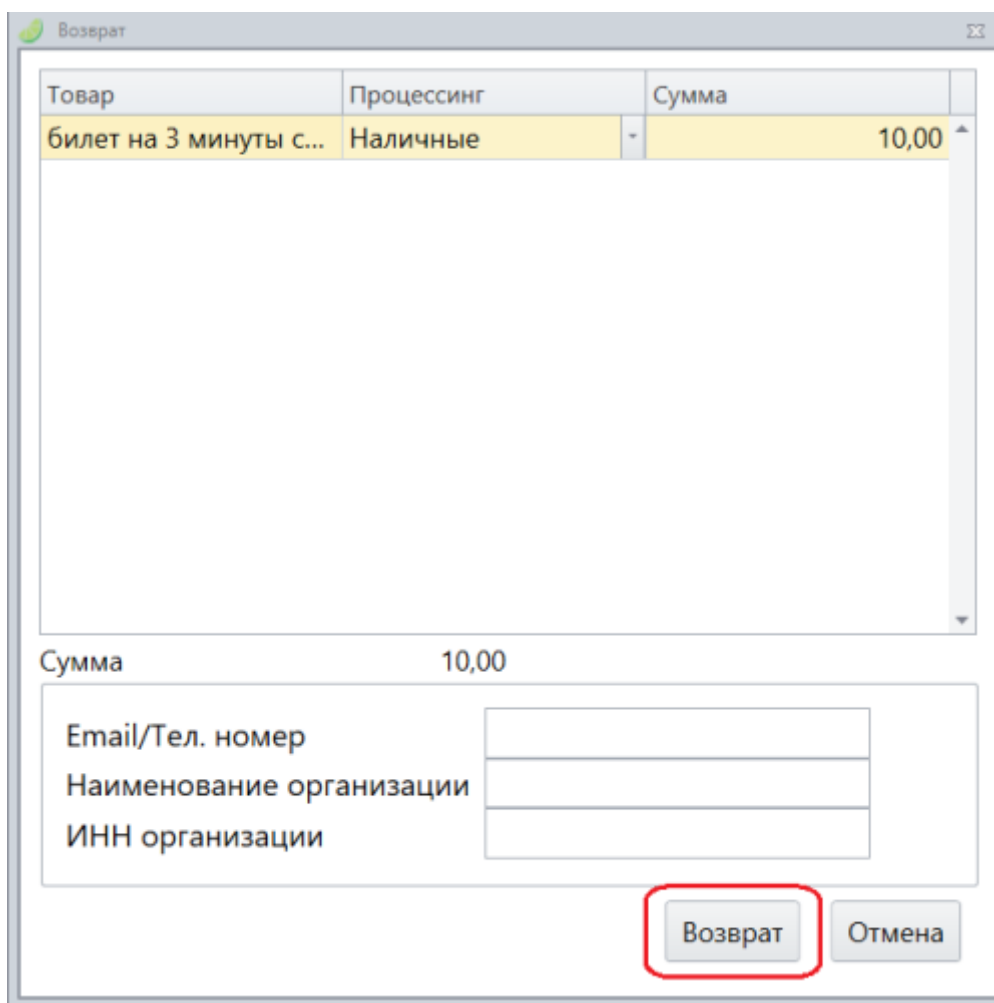 Возврат
Товар Процессинг Сумма
билет на 3 минуты с... Наличные 10,00
Сумма 10,00
Email/Тел. номер
Наименование организации
ИНН организации
Возврат Отмена